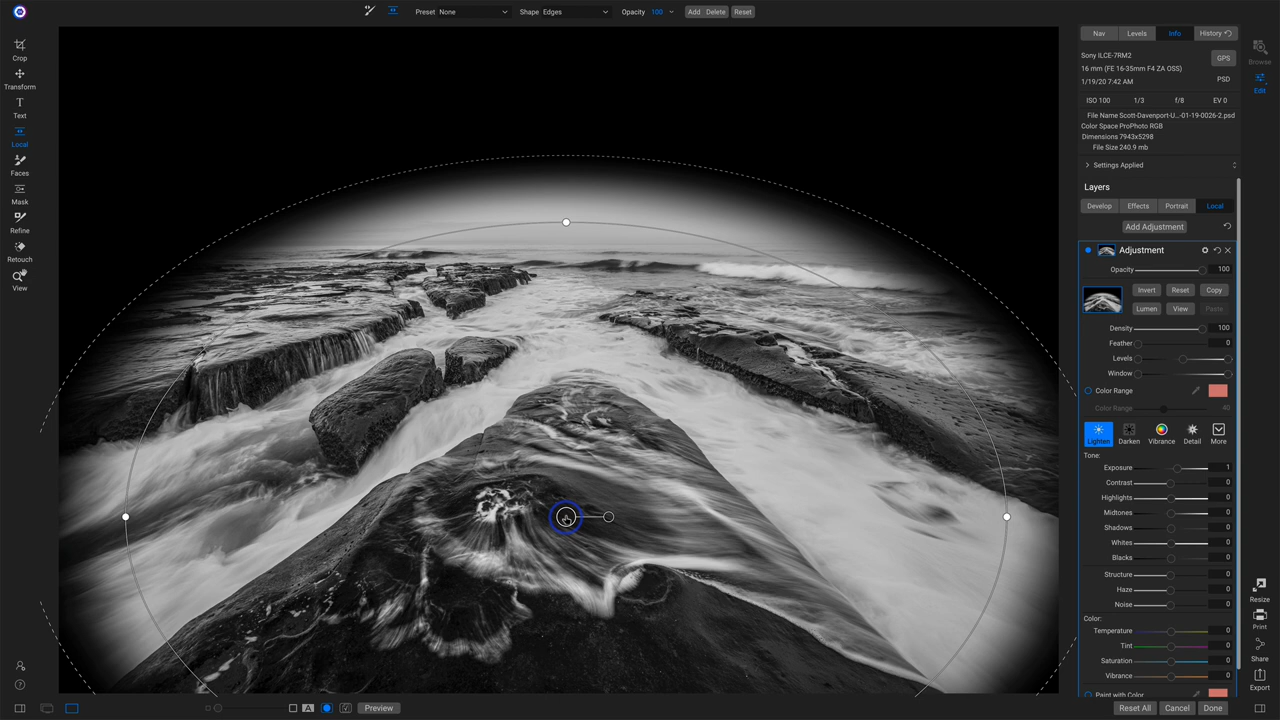 Preset None Shape Edges Opacity 100 Add Delete Reset
Crop
Transform
Text
Local
Faces
Mask
Refine
Retouch
View
Nav Levels Info History
Sony ILCE-7RM2 GPS
16 mm (FE 16-35mm F4 ZA OSS)
1/19/20 7:42 AM PSD
ISO 100 1/3 f/8 EV 0
File Name Scott-Davenport-U...-01-19-0026-2.psd
Color Space ProPhoto RGB
Dimensions 7943x5298
File Size 240.9 mb
Settings Applied
Layers
Develop Effects Portrait Local
Add Adjustment
Adjustment
Opacity 100
Invert Reset Copy
Lumen View Paste
Density 100
Feather 0
Levels
Window
Color Range
Color Range 40
Lighten Darken Vibrance Detail More
Tone:
Exposure 1
Contrast 0
Highlights 0
Midtones 0
Shadows 0
Whites 0
Blacks 0
Structure 0
Haze 0
Noise 0
Color:
Temperature 0
Tint 0
Saturation 0
Vibrance 0
Paint with Color
Browse
Edit
Resize
Print
Share
Export
A Preview
Reset All Cancel Done